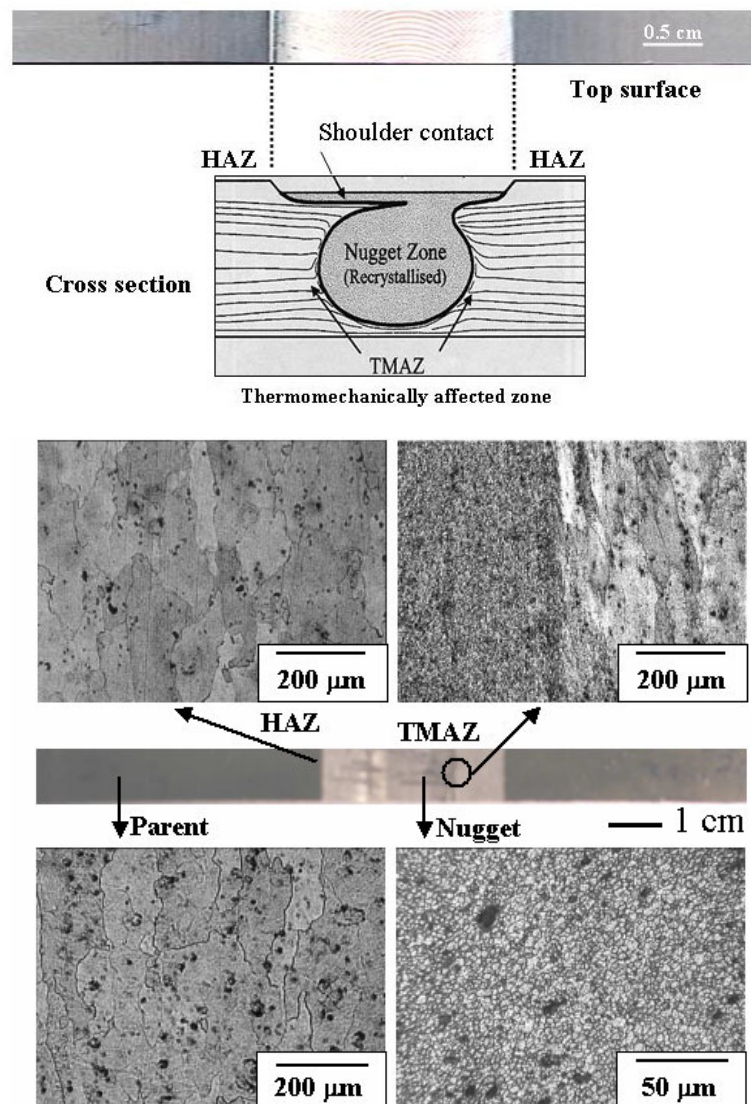 0.5 cm
Top surface
Shoulder contact
HAZ
HAZ
Nugget Zone
(Recrystallised)
Cross section
TMAZ
Thermomechanically affected zone
200 μm
200 μm
HAZ
TMAZ
Parent
Nugget
1 cm
200 μm
50 μm